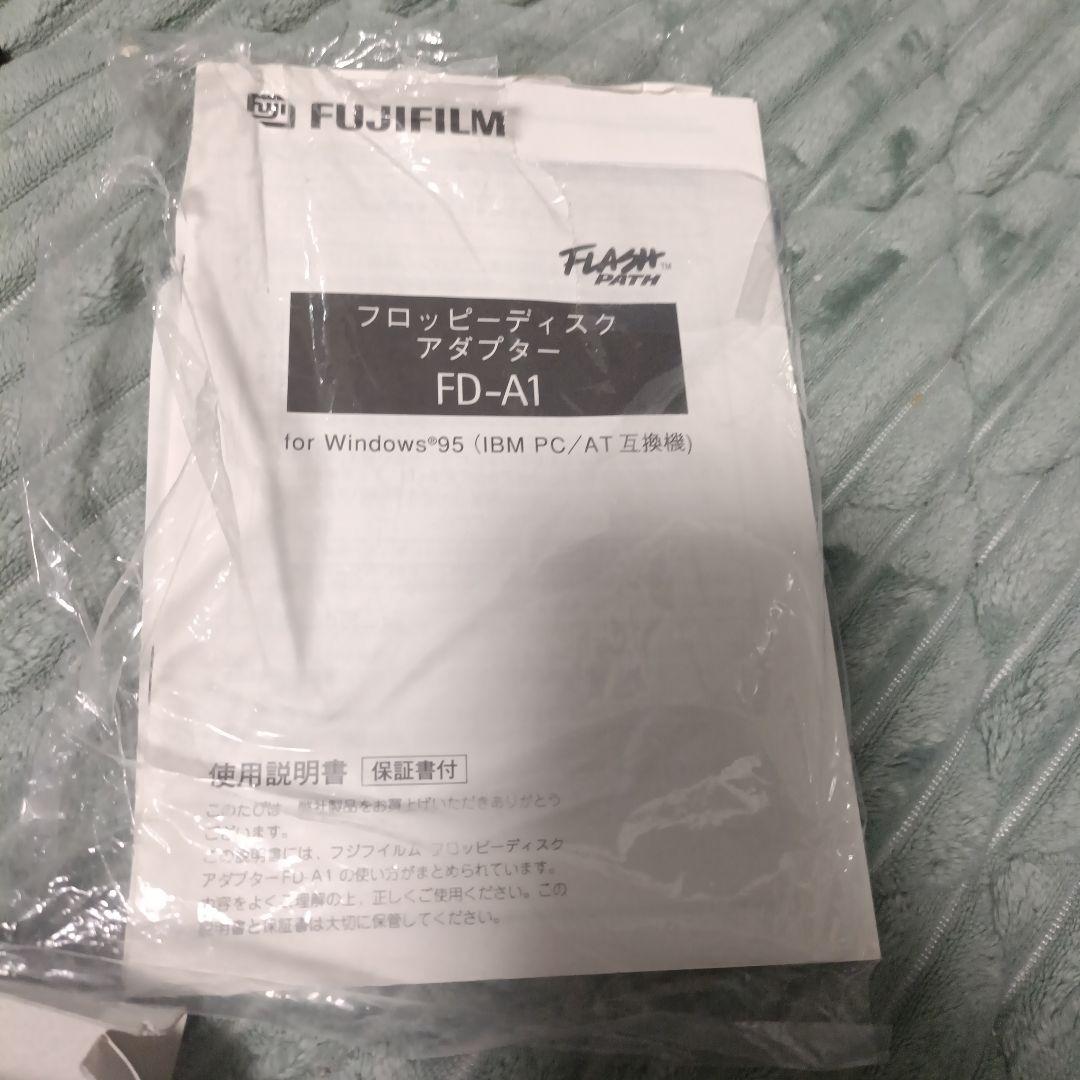 FUJI FUJIFILM
FLASH™
PATH
フロッピーディスク
アダプター
FD-A1
for Windows®95 (IBM PC/AT 互換機)
使用説明書 保証書付
このたびは、弊社製品をお買上げいただきありがとう
ございます。
この説明書には、フジフイルム フロッピーディスク
アダプターFD-A1の使い方がまとめられています。
内容をよくご理解の上、正しくご使用ください。この
説明書と保証書は大切に保管してください。